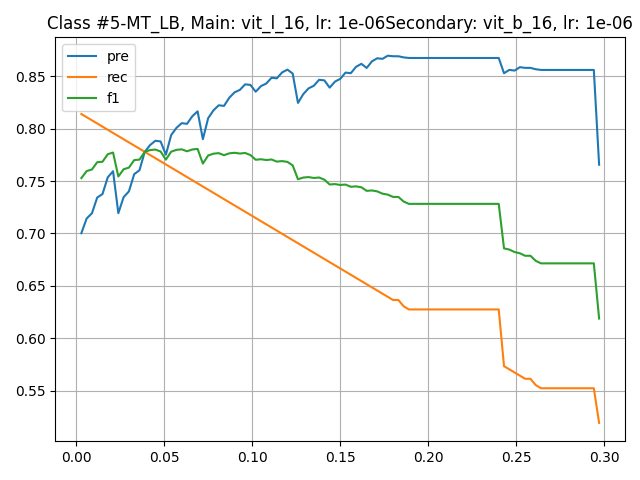 Class #5-MT_LB, Main: vit_l_16, lr: 1e-06Secondary: vit_b_16, lr: 1e-06
pre
rec
f1
0.85
0.80
0.75
0.70
0.65
0.60
0.55
0.00 0.05 0.10 0.15 0.20 0.25 0.30